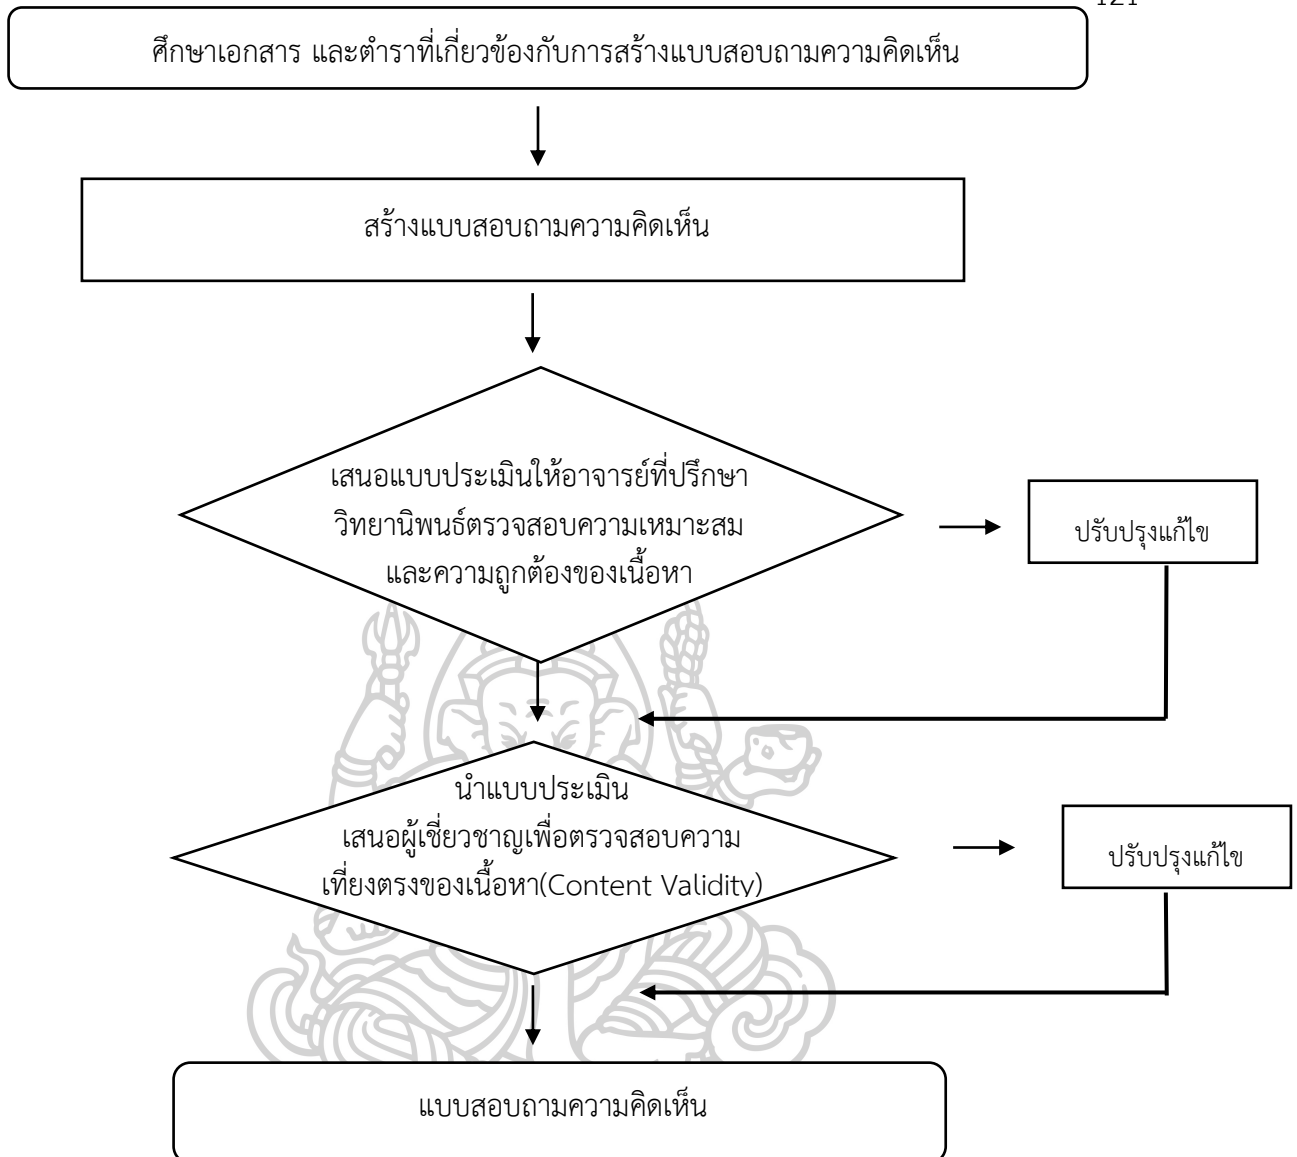 121
ศึกษาเอกสาร และตำราที่เกี่ยวข้องกับการสร้างแบบสอบถามความคิดเห็น
สร้างแบบสอบถามความคิดเห็น
เสนอแบบประเมินให้อาจารย์ที่ปรึกษา
วิทยานิพนธ์ตรวจสอบความเหมาะสม
และความถูกต้องของเนื้อหา
ปรับปรุงแก้ไข
นำแบบประเมิน
เสนอผู้เชี่ยวชาญเพื่อตรวจสอบความ
เที่ยงตรงของเนื้อหา(Content Validity)
ปรับปรุงแก้ไข
แบบสอบถามความคิดเห็น